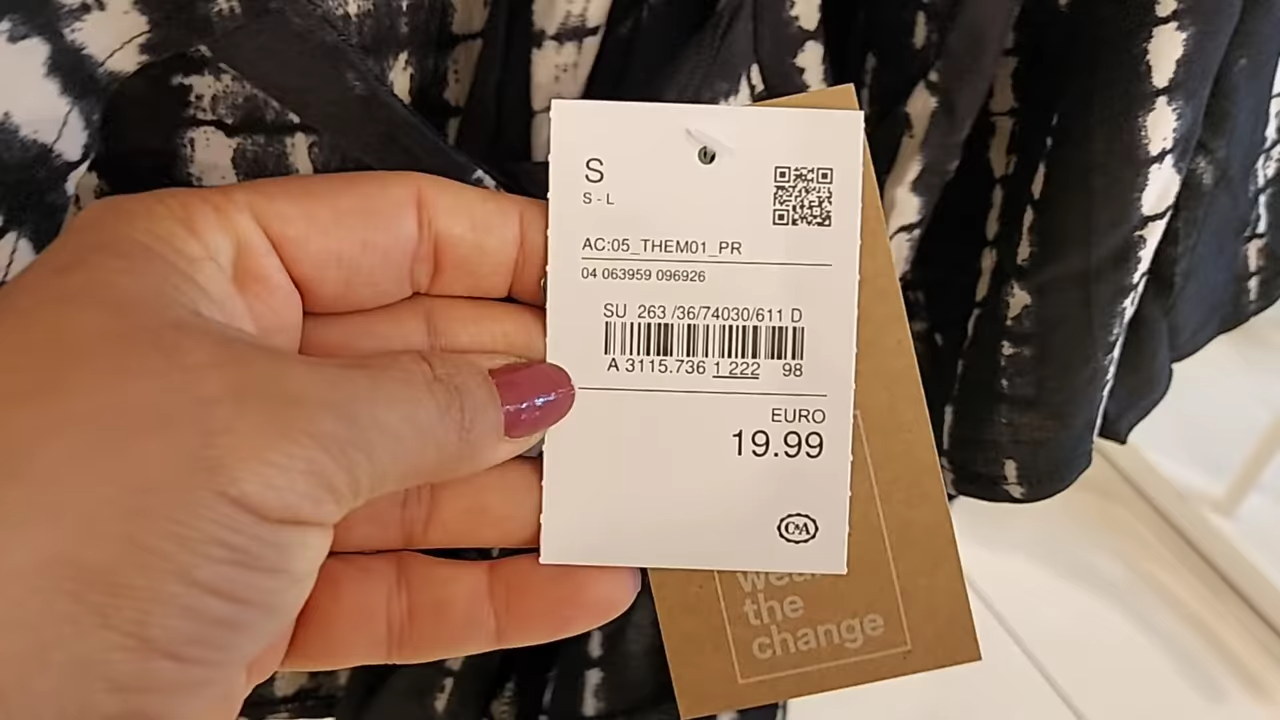 S
S - L
AC:05_THEM01_PR
04 063959 096926
SU 263 /36/74030/611 D
A 3115.736 1 222 98
EURO
19.99
C&A
the
change